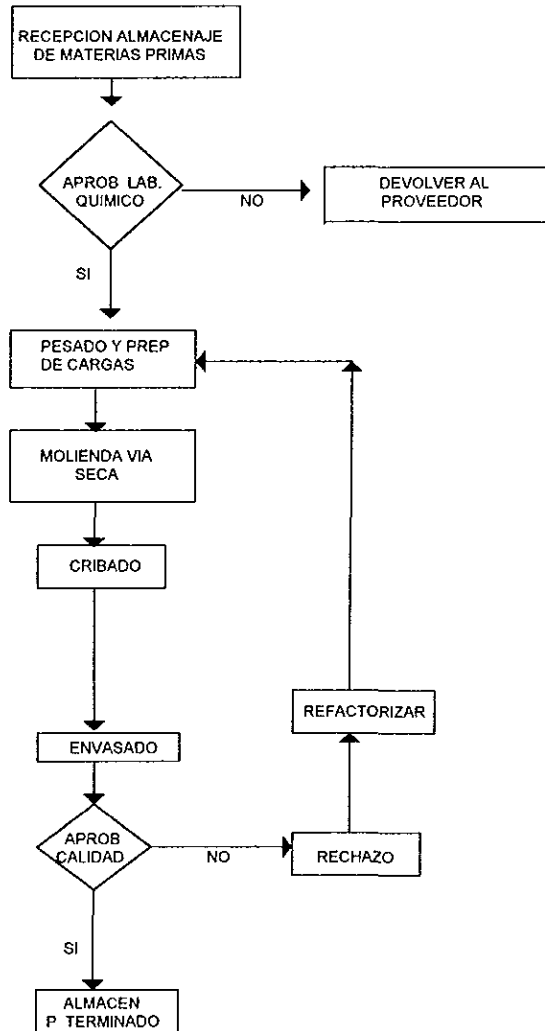 RECEPCION ALMACENAJE
DE MATERIAS PRIMAS
APROB LAB.
QUIMICO
NO
DEVOLVER AL
PROVEEDOR
SI
PESADO Y PREP
DE CARGAS
MOLIENDA VIA
SECA
CRIBADO
REFACTORIZAR
ENVASADO
APROB
CALIDAD
NO
RECHAZO
SI
ALMACEN
P TERMINADO